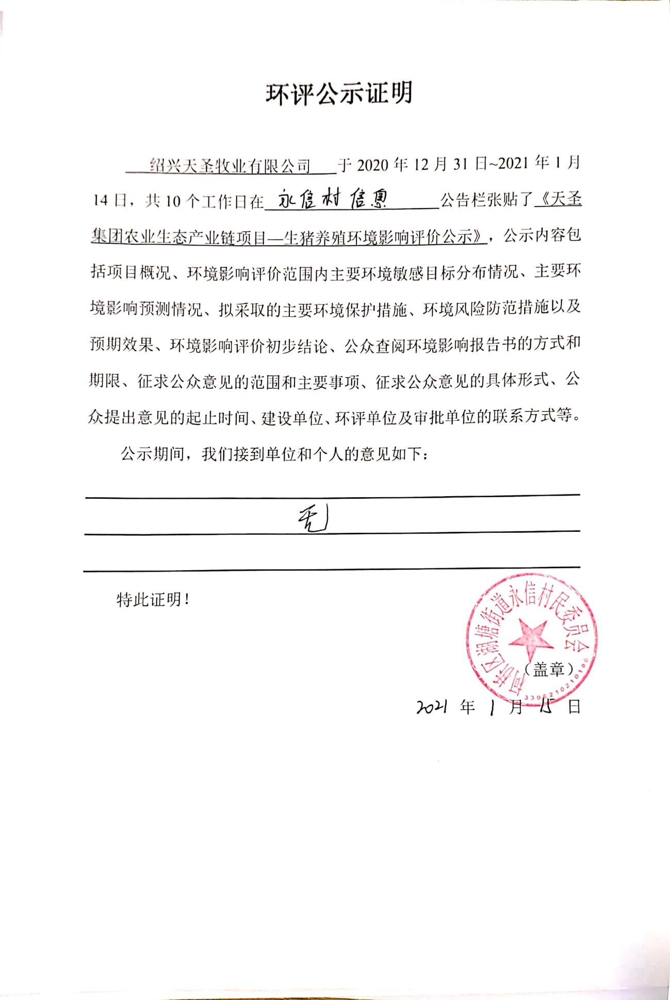 环评公示证明
绍兴天圣牧业有限公司 于 2020 年 12 月 31 日~2021 年 1 月
14 日，共 10 个工作日在 永信村信息 公告栏张贴了《天圣
集团农业生态产业链项目—生猪养殖环境影响评价公示》，公示内容包
括项目概况、环境影响评价范围内主要环境敏感目标分布情况、主要环
境影响预测情况、拟采取的主要环境保护措施、环境风险防范措施以及
预期效果、环境影响评价初步结论、公众查阅环境影响报告书的方式和
期限、征求公众意见的范围和主要事项、征求公众意见的具体形式、公
众提出意见的起止时间、建设单位、环评单位及审批单位的联系方式等。
公示期间，我们接到单位和个人的意见如下：
无
特此证明！
柯桥区湖塘街道永信村民委员会
（盖章）
3306210210186
2021 年 1 月 15 日